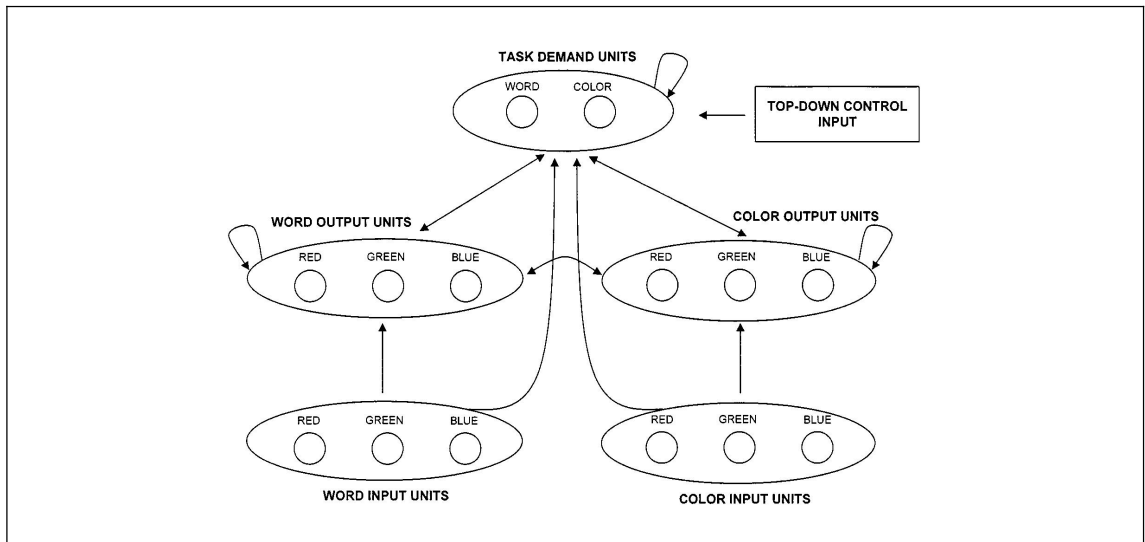 TASK DEMAND UNITS
WORD COLOR
TOP-DOWN CONTROL
INPUT
WORD OUTPUT UNITS
COLOR OUTPUT UNITS
RED GREEN BLUE
RED GREEN BLUE
RED GREEN BLUE
RED GREEN BLUE
WORD INPUT UNITS
COLOR INPUT UNITS